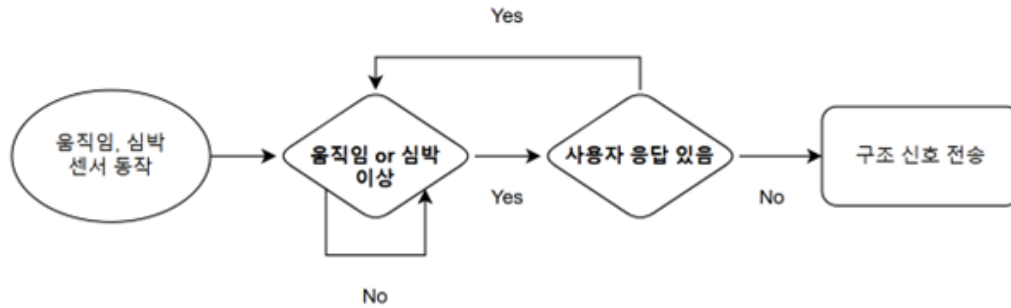 Yes
움직임, 심박
센서 동작
움직임 or 심박
이상
Yes
사용자 응답 있음
No
구조 신호 전송
No